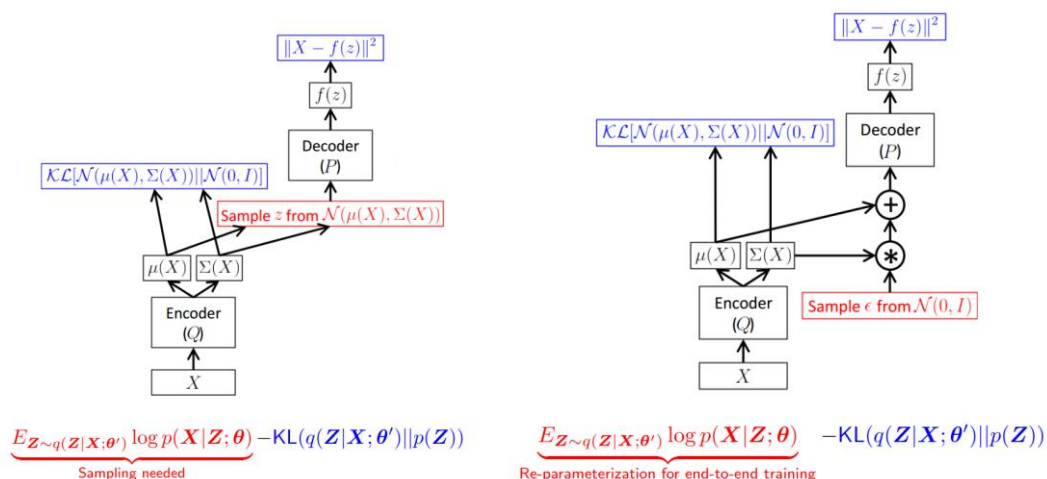 ‖X − f(z)‖²
f(z)
Decoder
(P)
𝒦ℒ[𝒩(μ(X), Σ(X))||𝒩(0, I)]
Sample z from 𝒩(μ(X), Σ(X))
μ(X)
Σ(X)
Encoder
(Q)
X
E_{Z∼q(Z|X;θ′)} log p(X|Z; θ) −KL(q(Z|X; θ′)||p(Z))
Sampling needed
‖X − f(z)‖²
f(z)
Decoder
(P)
𝒦ℒ[𝒩(μ(X), Σ(X))||𝒩(0, I)]
+
μ(X)
Σ(X)
*
Encoder
(Q)
Sample ϵ from 𝒩(0, I)
X
E_{Z∼q(Z|X;θ′)} log p(X|Z; θ) −KL(q(Z|X; θ′)||p(Z))
Re-parameterization for end-to-end training